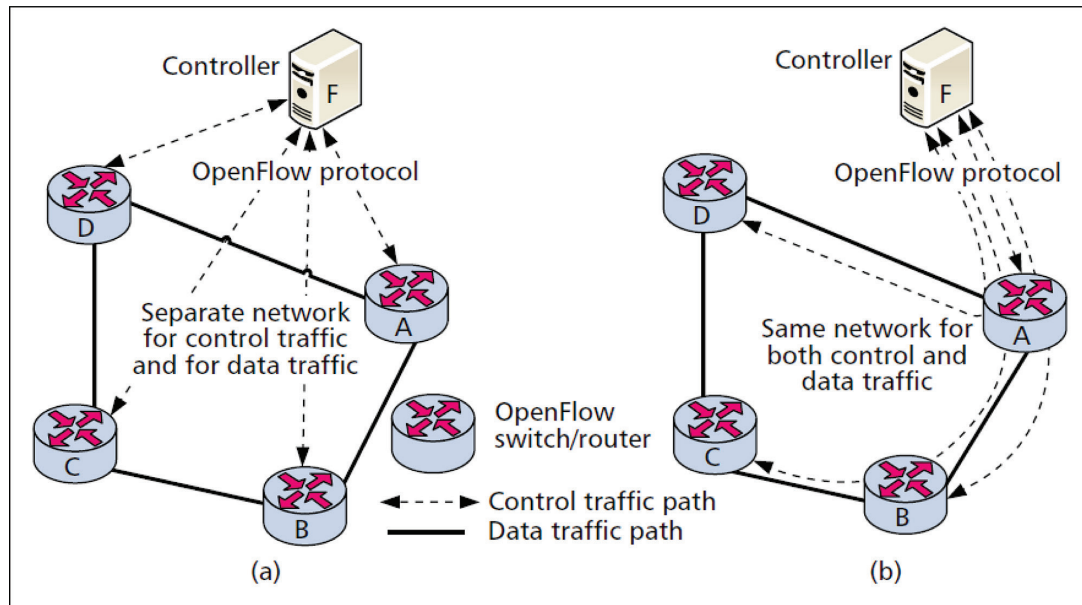 Controller
F
OpenFlow protocol
D
A
Separate network
for control traffic
and for data traffic
C
B
OpenFlow
switch/router
Control traffic path
Data traffic path
(a)
Controller
F
OpenFlow protocol
D
A
Same network for
both control and
data traffic
C
B
(b)